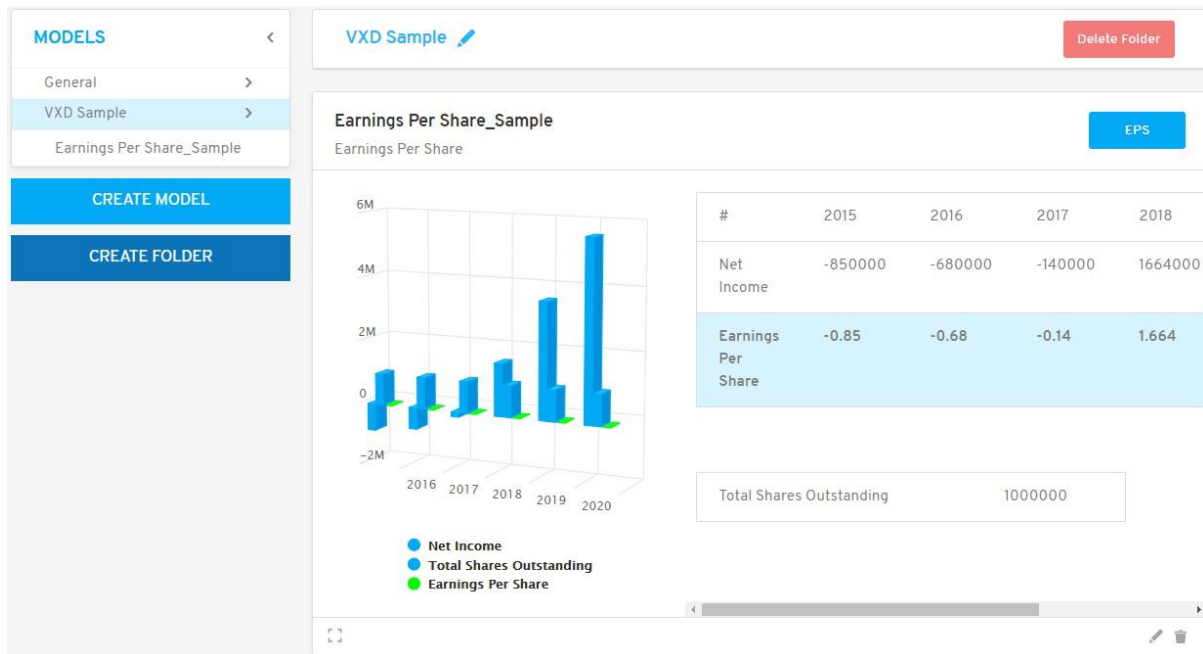 MODELS
General
VXD Sample
Earnings Per Share_Sample
CREATE MODEL
CREATE FOLDER
VXD Sample
Delete Folder
Earnings Per Share_Sample
Earnings Per Share
EPS
6M
4M
2M
0
-2M
2016 2017 2018 2019 2020
Net Income
Total Shares Outstanding
Earnings Per Share
# 2015 2016 2017 2018
Net -850000 -680000 -140000 1664000
Income
Earnings -0.85 -0.68 -0.14 1.664
Per
Share
Total Shares Outstanding 1000000